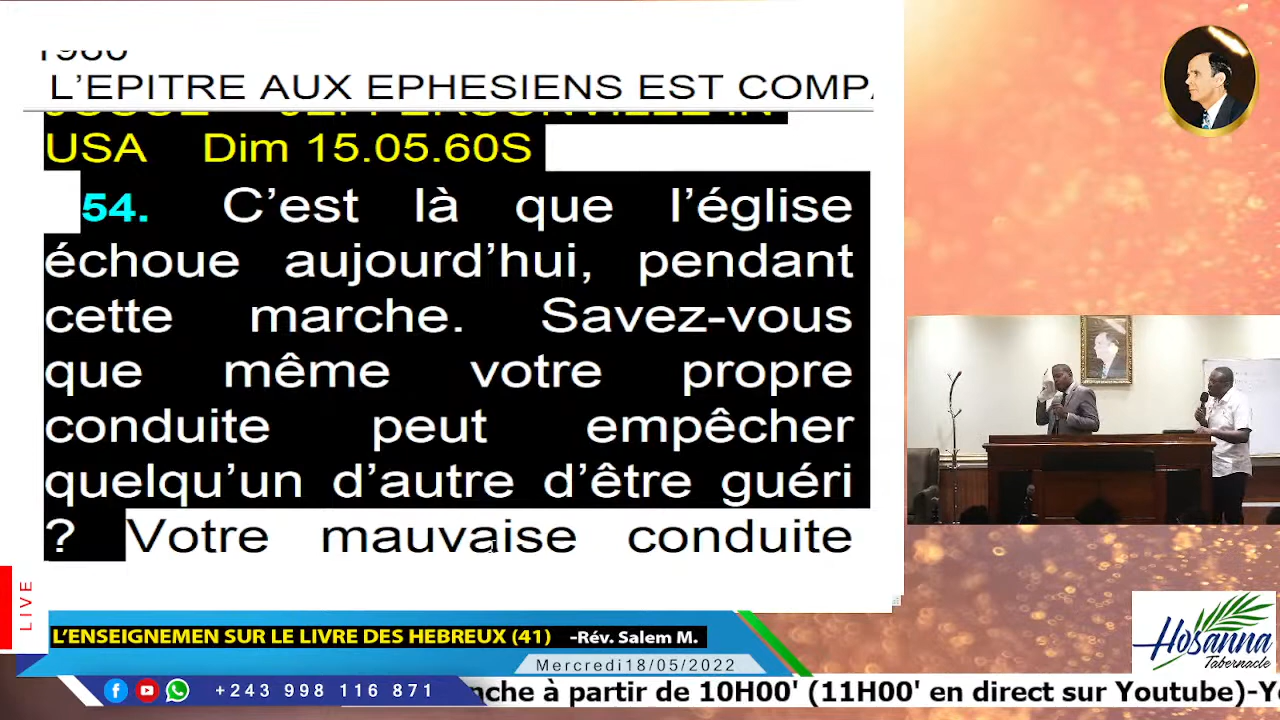 L'EPITRE AUX EPHESIENS EST COMPA
USA Dim 15.05.60S
54. C'est là que l'église
échoue aujourd'hui, pendant
cette marche. Savez-vous
que même votre propre
conduite peut empêcher
quelqu'un d'autre d'être guéri
? Votre mauvaise conduite
LIVE
L'ENSEIGNEMEN SUR LE LIVRE DES HEBREUX (41) -Rév. Salem M.
Mercredi18/05/2022
+243 998 116 871
nche à partir de 10H00' (11H00' en direct sur Youtube)-Y
Hosanna
Tabernacle